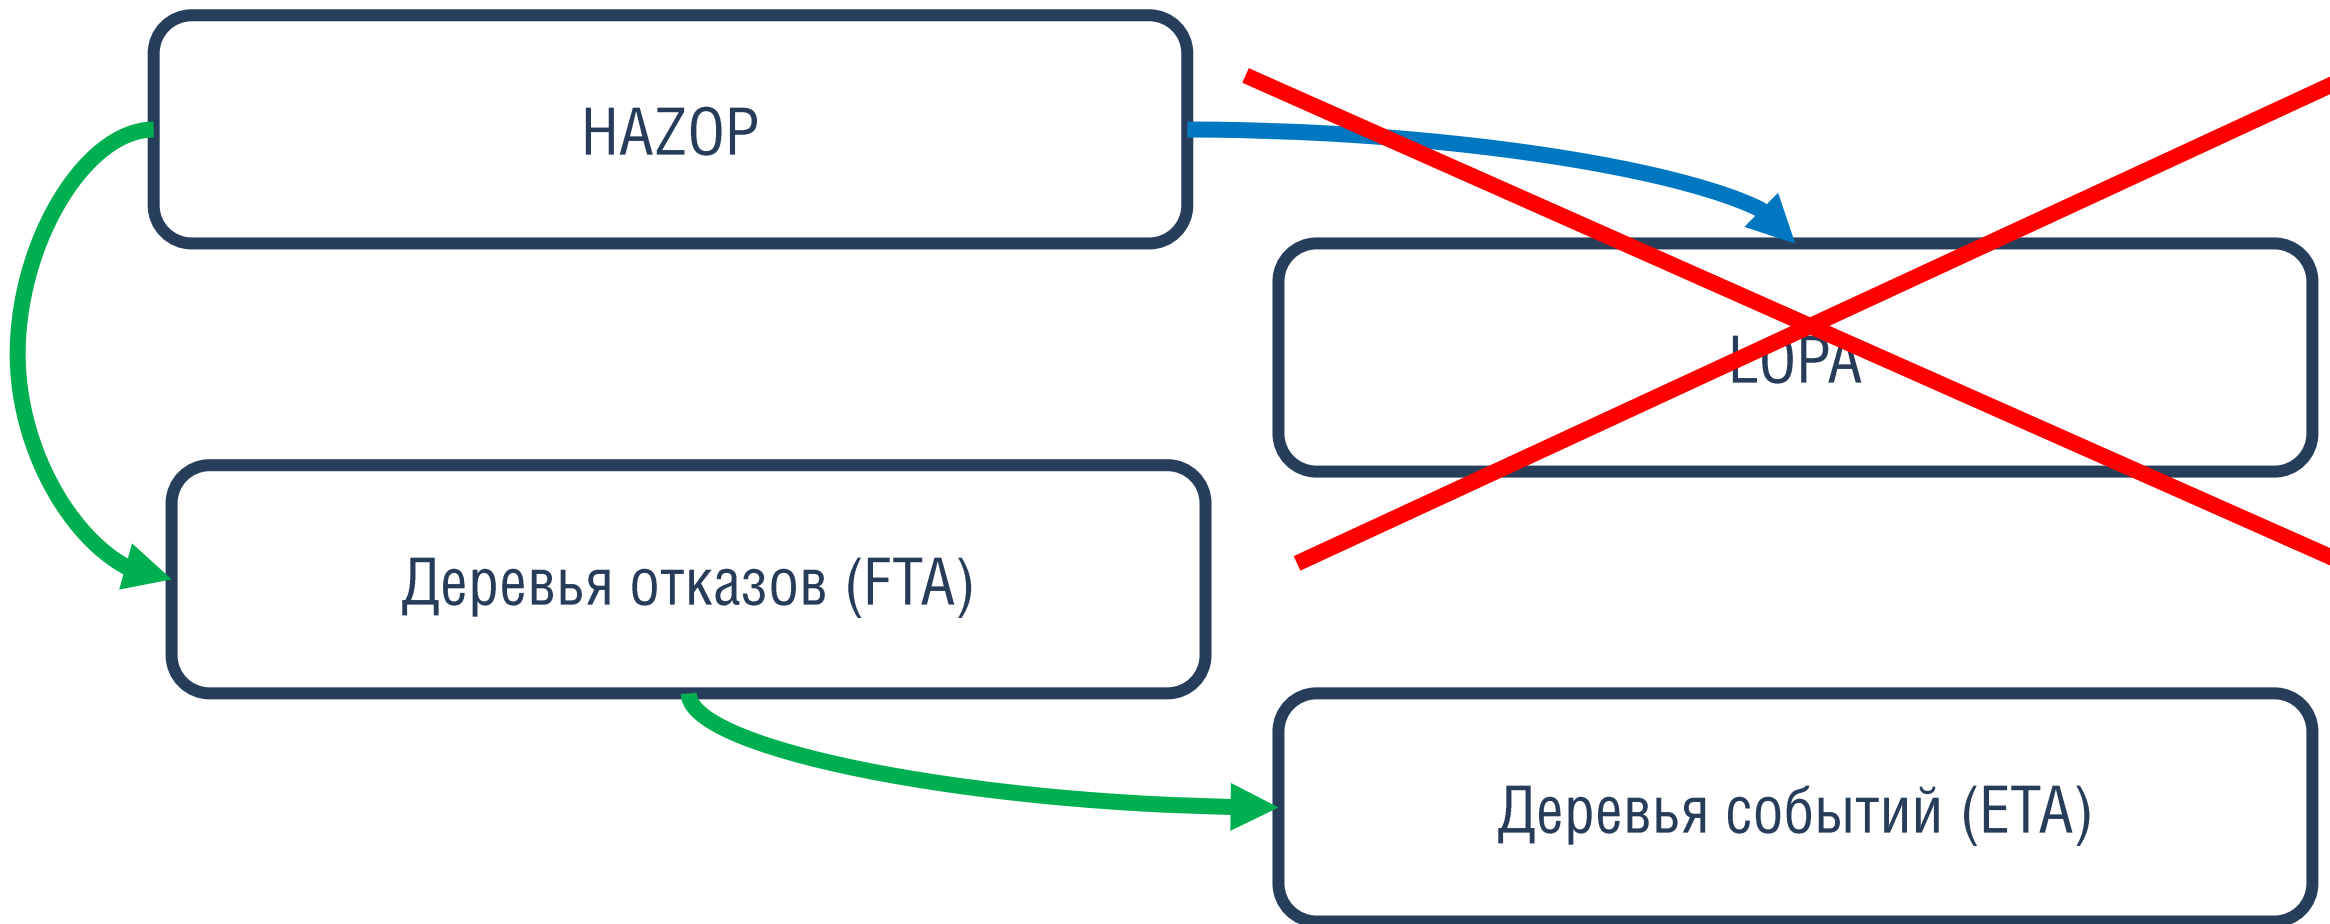 HAZOP
LOPA
Деревья отказов (FTA)
Деревья событий (ETA)